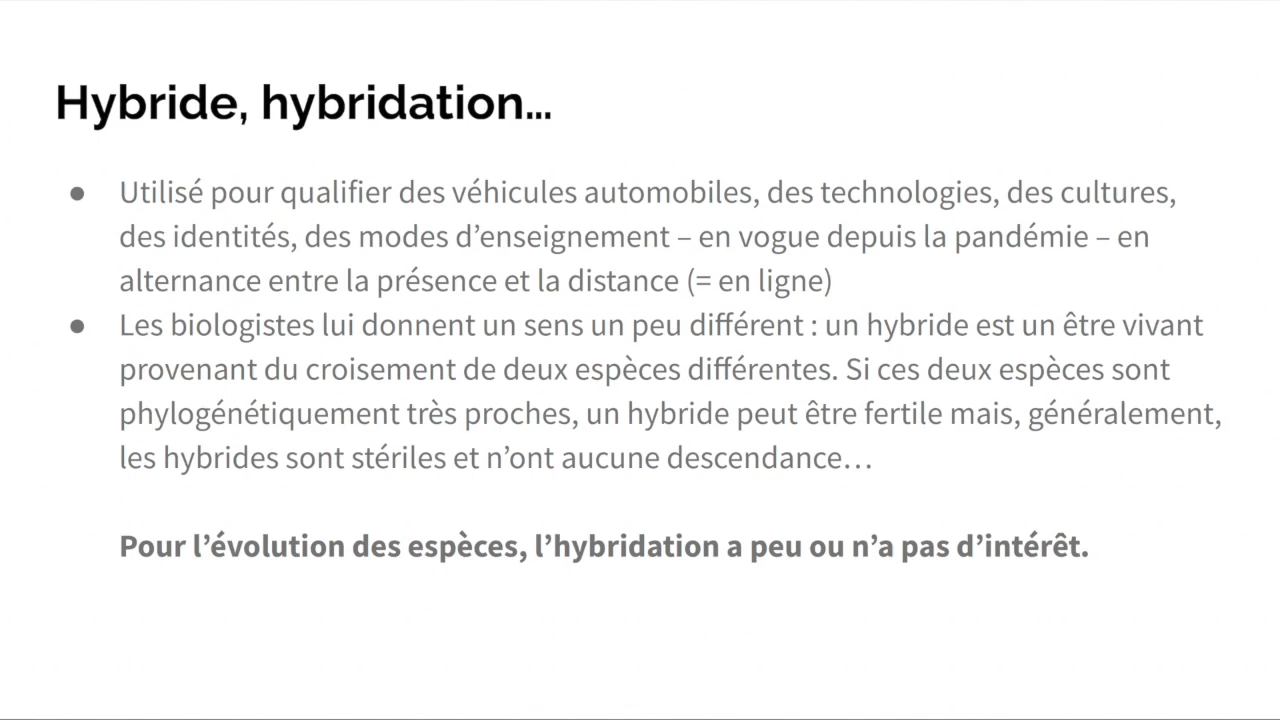 Hybride, hybridation...
● Utilisé pour qualifier des véhicules automobiles, des technologies, des cultures,
des identités, des modes d’enseignement – en vogue depuis la pandémie – en
alternance entre la présence et la distance (= en ligne)
● Les biologistes lui donnent un sens un peu différent : un hybride est un être vivant
provenant du croisement de deux espèces différentes. Si ces deux espèces sont
phylogénétiquement très proches, un hybride peut être fertile mais, généralement,
les hybrides sont stériles et n’ont aucune descendance…
Pour l’évolution des espèces, l’hybridation a peu ou n’a pas d’intérêt.